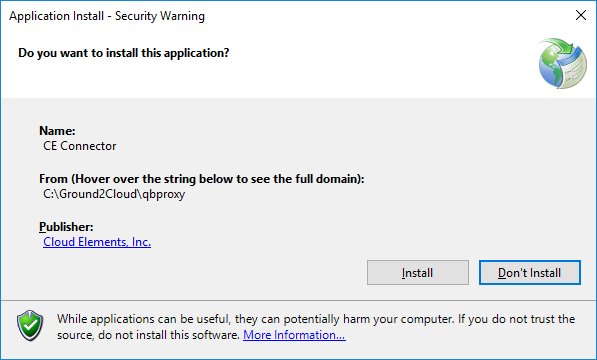 Application Install - Security Warning
Do you want to install this application?
Name:
CE Connector
From (Hover over the string below to see the full domain):
C:\Ground2Cloud\qbproxy
Publisher:
Cloud Elements, Inc.
Install Don't Install
While applications can be useful, they can potentially harm your computer. If you do not trust the
source, do not install this software. More Information...